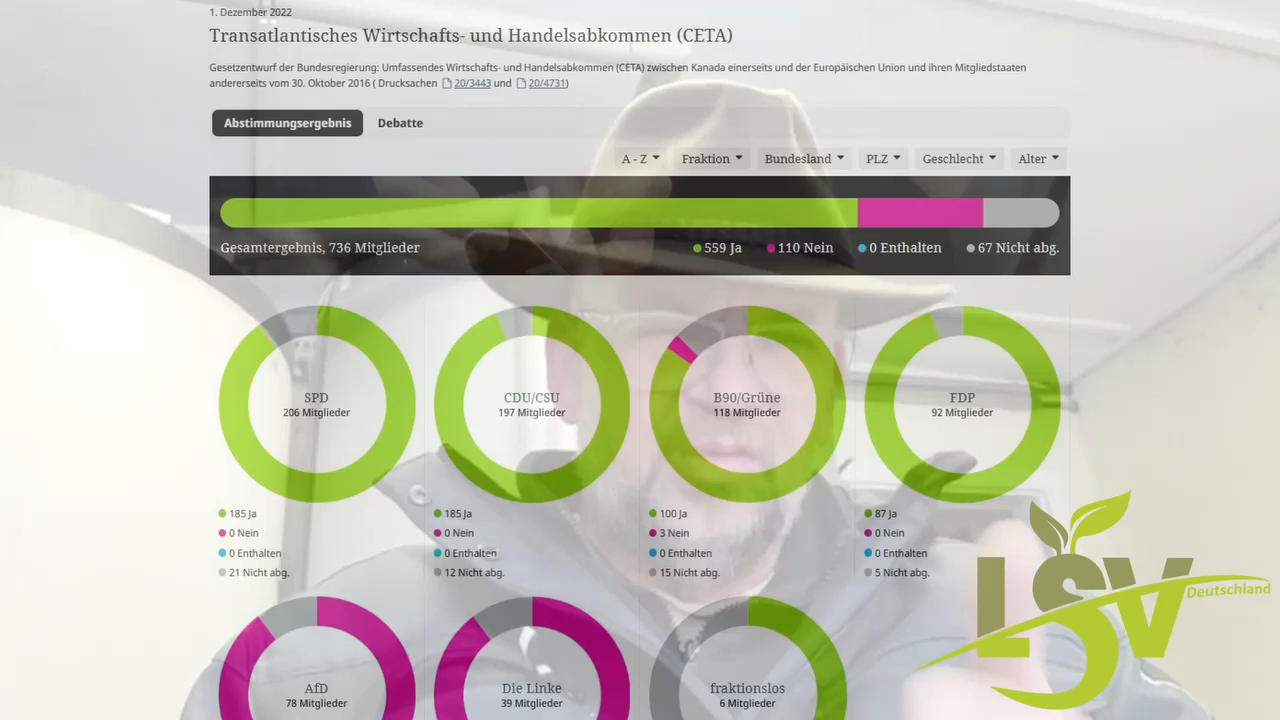 1. Dezember 2022
Transatlantisches Wirtschafts- und Handelsabkommen (CETA)
Gesetzentwurf der Bundesregierung: Umfassendes Wirtschafts- und Handelsabkommen (CETA) zwischen Kanada einerseits und der Europäischen Union und ihren Mitgliedstaaten
andererseits vom 30. Oktober 2016 ( Drucksachen 20/3443 und 20/4731)
Abstimmungsergebnis Debatte
A - Z Fraktion Bundesland PLZ Geschlecht Alter
Gesamtergebnis, 736 Mitglieder 559 Ja 110 Nein 0 Enthalten 67 Nicht abg.
SPD CDU/CSU B90/Grüne FDP
206 Mitglieder 197 Mitglieder 118 Mitglieder 92 Mitglieder
185 Ja 185 Ja 100 Ja 87 Ja
0 Nein 0 Nein 3 Nein 0 Nein
0 Enthalten 0 Enthalten 0 Enthalten 0 Enthalten
21 Nicht abg. 12 Nicht abg. 15 Nicht abg. 5 Nicht abg.
LSV Deutschland
AfD Die Linke fraktionslos
78 Mitglieder 39 Mitglieder 6 Mitglieder